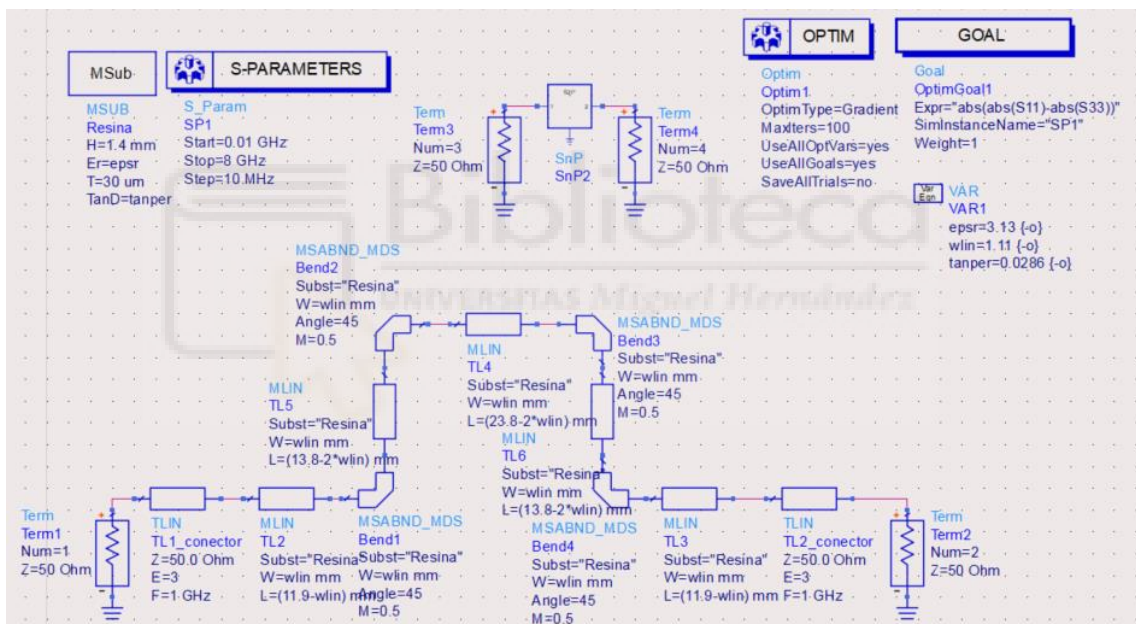 MSub
S-PARAMETERS
MSUB
Resina
H=1.4 mm
Er=epsr
T=30 um
TanD=tanper
S_Param
SP1
Start=0.01 GHz
Stop=8 GHz
Step=10 MHz
Term
Term3
Num=3
Z=50 Ohm
SnP
SnP2
Term
Term4
Num=4
Z=50 Ohm
OPTIM
Optim
Optim1
OptimType=Gradient
MaxIters=100
UseAllOptVars=yes
UseAllGoals=yes
SaveAllTrials=no
GOAL
Goal
OptimGoal1
Expr="abs(abs(S11)-abs(S33))"
SimInstanceName="SP1"
Weight=1
Var
Eqn
VAR
VAR1
epsr=3.13 {-o}
wlin=1.11 {-o}
tanper=0.0286 {-o}
Biblioteca
UNIVERSITAS Miguel Hernández
MSABND_MDS
Bend2
Subst="Resina"
W=wlin mm
Angle=45
M=0.5
MLIN
TL4
Subst="Resina"
W=wlin mm
L=(23.8-2*wlin) mm
MSABND_MDS
Bend3
Subst="Resina"
W=wlin mm
Angle=45
M=0.5
MLIN
TL5
Subst="Resina"
W=wlin mm
L=(13.8-2*wlin) mm
MLIN
TL6
Subst="Resina"
W=wlin mm
L=(13.8-2*wlin) mm
Term
Term1
Num=1
Z=50 Ohm
TLIN
TL1_conector
Z=50.0 Ohm
E=3
F=1 GHz
MLIN
TL2
Subst="Resina"
W=wlin mm
L=(11.9-wlin) mm
MSABND_MDS
Bend1
Subst="Resina"
W=wlin mm
Angle=45
M=0.5
MSABND_MDS
Bend4
Subst="Resina"
W=wlin mm
Angle=45
M=0.5
MLIN
TL3
Subst="Resina"
W=wlin mm
L=(11.9-wlin) mm
TLIN
TL2_conector
Z=50.0 Ohm
E=3
F=1 GHz
Term
Term2
Num=2
Z=50 Ohm